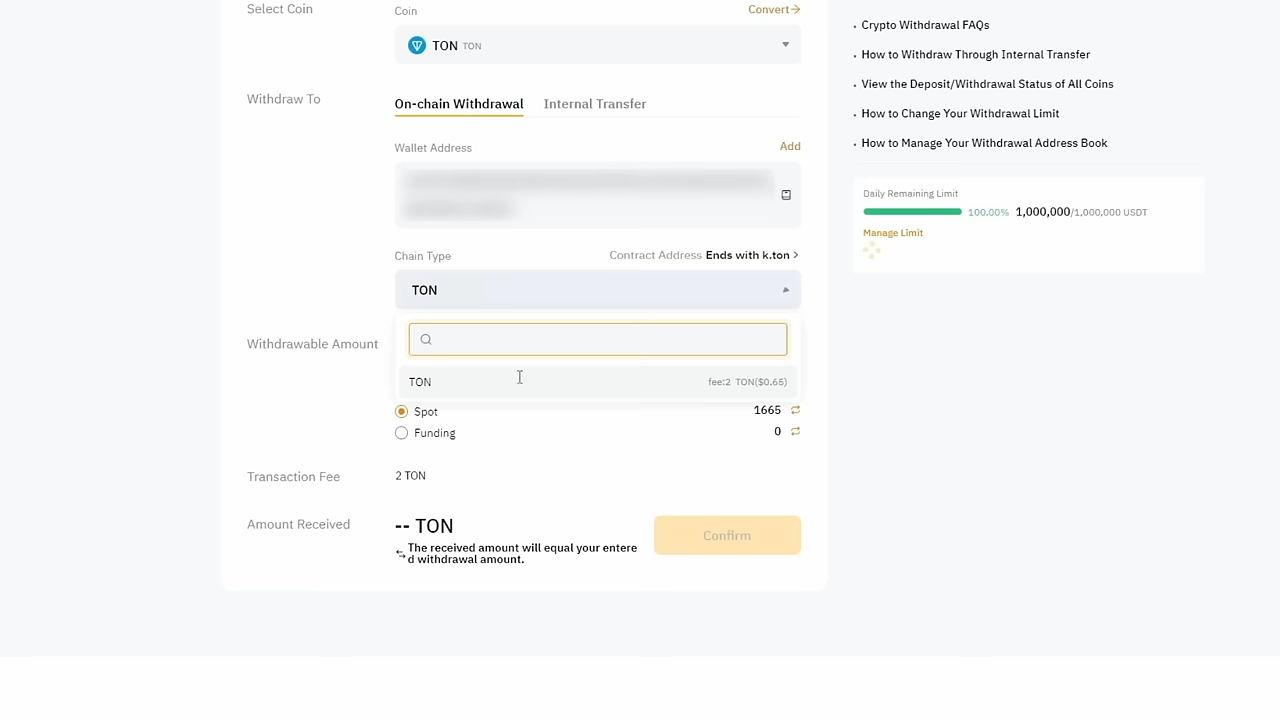 Select Coin
Coin
Convert→
TON TON
Withdraw To
On-chain Withdrawal
Internal Transfer
Wallet Address
Add
Chain Type
Contract Address Ends with k.ton >
TON
TON
fee:2 TON($0.65)
Withdrawable Amount
Spot
1665
Funding
0
Transaction Fee
2 TON
Amount Received
-- TON
The received amount will equal your entere
d withdrawal amount.
Confirm
Crypto Withdrawal FAQs
How to Withdraw Through Internal Transfer
View the Deposit/Withdrawal Status of All Coins
How to Change Your Withdrawal Limit
How to Manage Your Withdrawal Address Book
Daily Remaining Limit
100.00% 1,000,000/1,000,000 USDT
Manage Limit